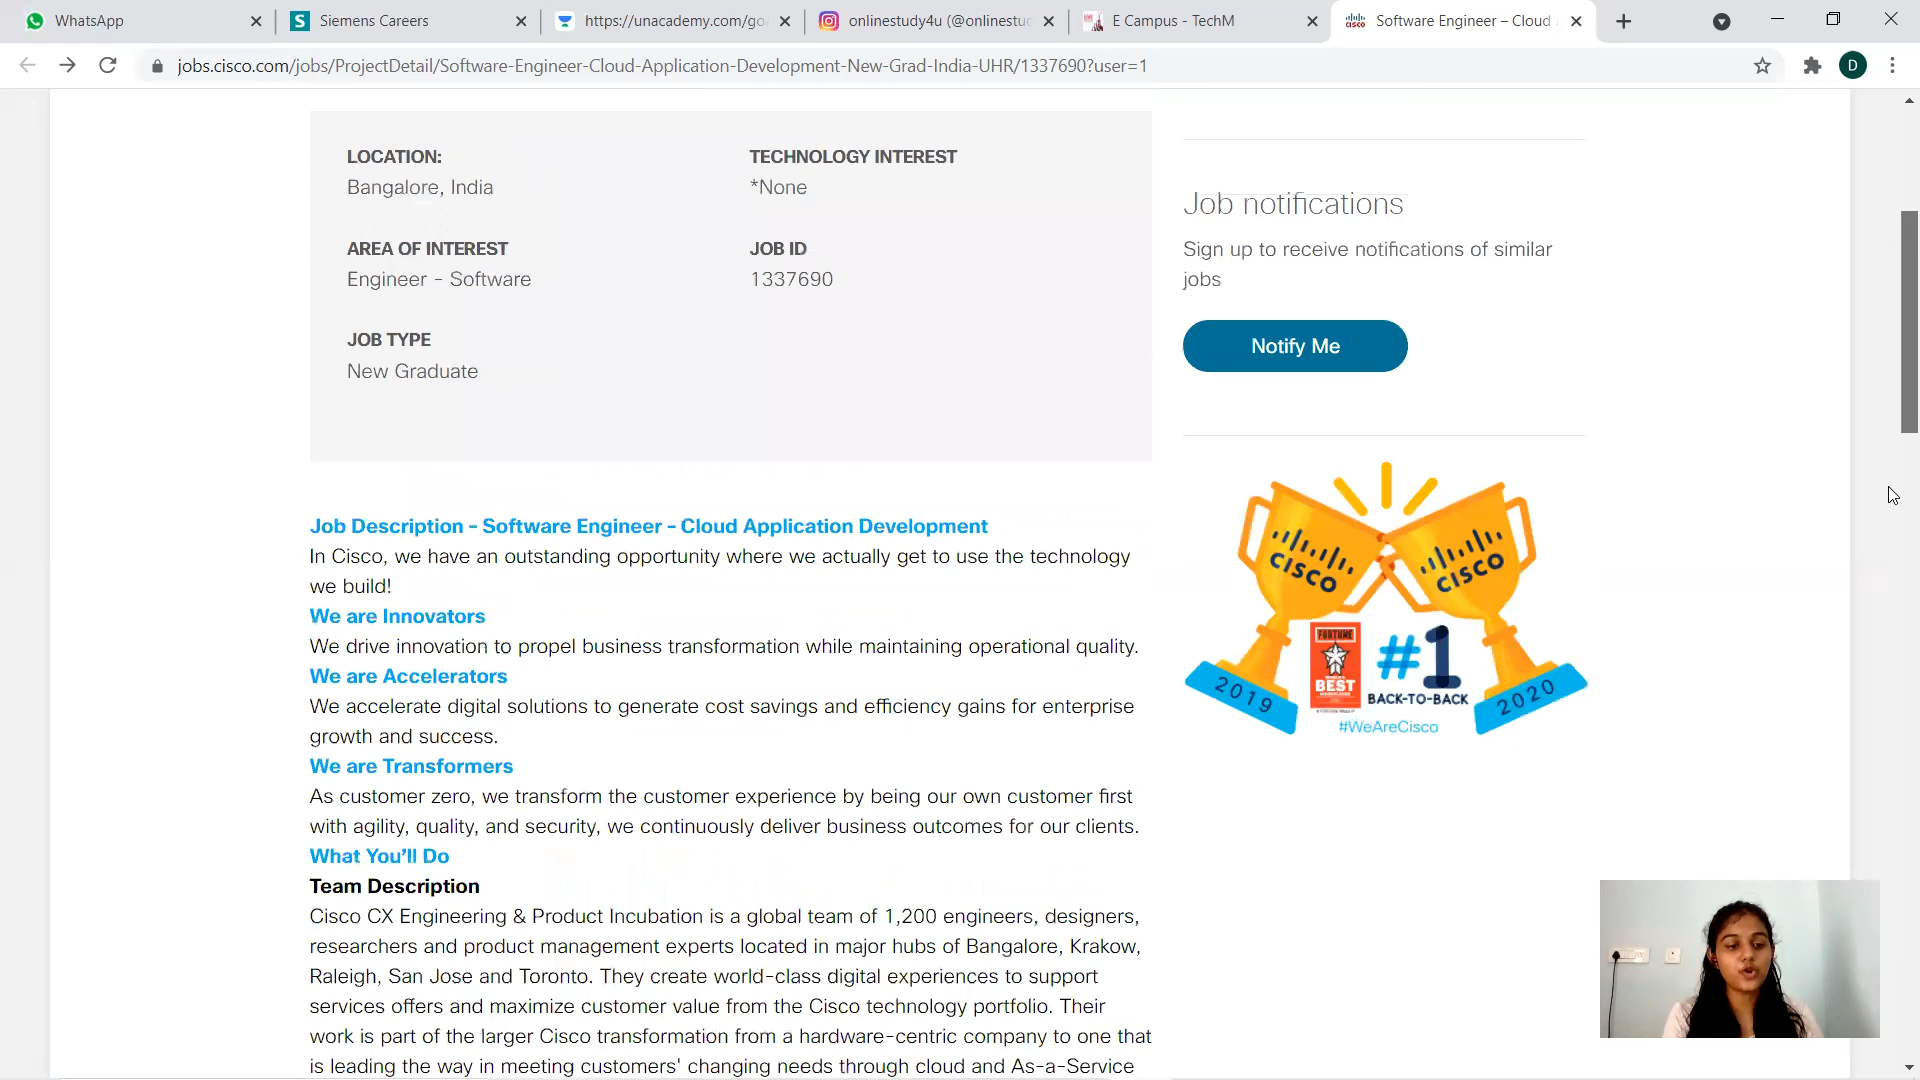 WhatsApp
Siemens Careers
https://unacademy.com/go
onlinestudy4u (@onlinestud
E Campus - TechM
Software Engineer – Cloud
jobs.cisco.com/jobs/ProjectDetail/Software-Engineer-Cloud-Application-Development-New-Grad-India-UHR/1337690?user=1
D
LOCATION:
Bangalore, India
TECHNOLOGY INTEREST
*None
AREA OF INTEREST
Engineer - Software
JOB ID
1337690
JOB TYPE
New Graduate
Job notifications
Sign up to receive notifications of similar
jobs
Notify Me
Job Description - Software Engineer - Cloud Application Development
In Cisco, we have an outstanding opportunity where we actually get to use the technology
we build!
We are Innovators
We drive innovation to propel business transformation while maintaining operational quality.
We are Accelerators
We accelerate digital solutions to generate cost savings and efficiency gains for enterprise
growth and success.
We are Transformers
As customer zero, we transform the customer experience by being our own customer first
with agility, quality, and security, we continuously deliver business outcomes for our clients.
What You'll Do
Team Description
Cisco CX Engineering & Product Incubation is a global team of 1,200 engineers, designers,
researchers and product management experts located in major hubs of Bangalore, Krakow,
Raleigh, San Jose and Toronto. They create world-class digital experiences to support
services offers and maximize customer value from the Cisco technology portfolio. Their
work is part of the larger Cisco transformation from a hardware-centric company to one that
is leading the way in meeting customers' changing needs through cloud and As-a-Service
CISCO
CISCO
FORTUNE
BEST
#1
BACK-TO-BACK
2019
2020
#WeAreCisco